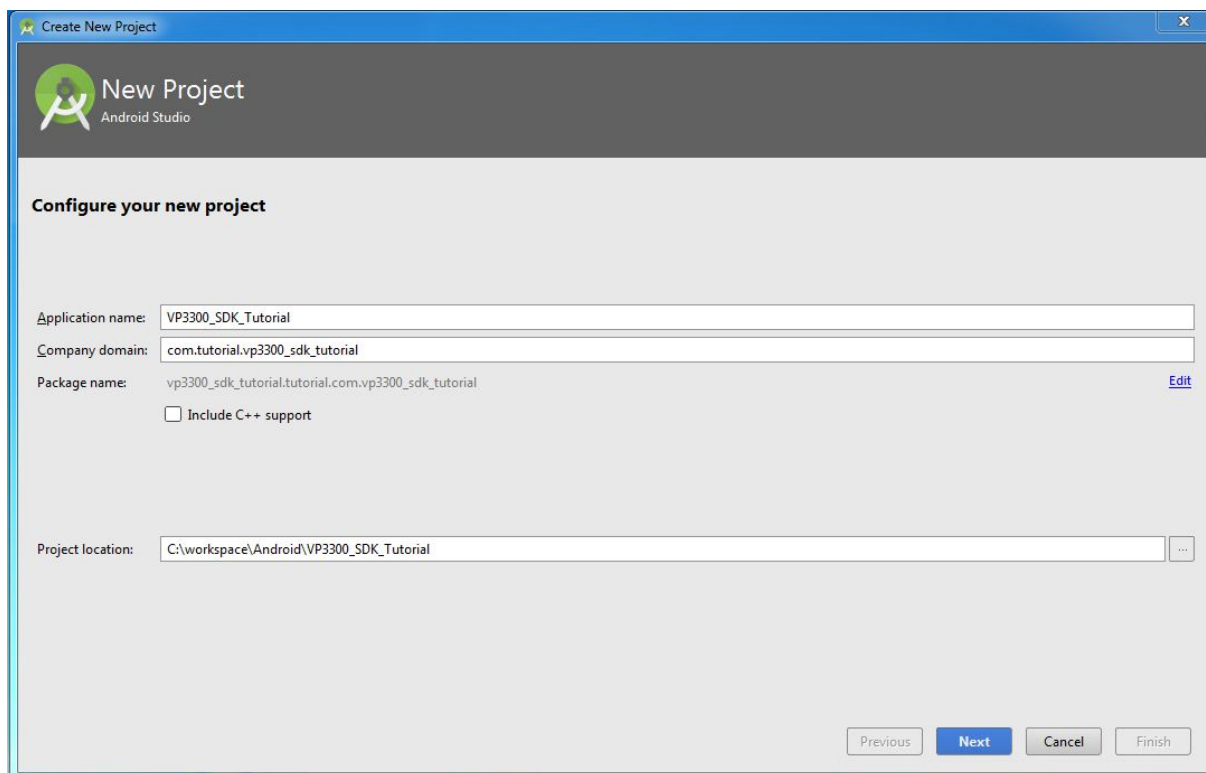 Create New Project
x
New Project
Android Studio
Configure your new project
Application name: VP3300_SDK_Tutorial
Company domain: com.tutorial.vp3300_sdk_tutorial
Package name: vp3300_sdk_tutorial.tutorial.com.vp3300_sdk_tutorial Edit
Include C++ support
Project location: C:\workspace\Android\VP3300_SDK_Tutorial ...
Previous Next Cancel Finish